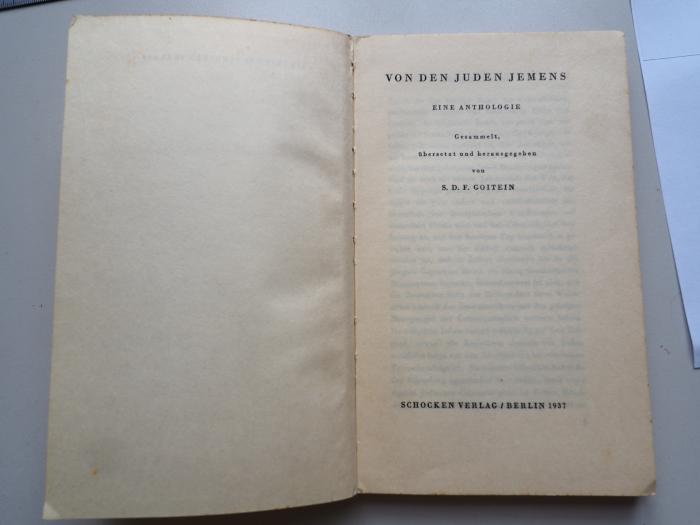 VON DEN JUDEN JEMENS
EINE ANTHOLOGIE
Gesammelt,
übersetzt und herausgegeben
von
S. D. F. GOITEIN
SCHOCKEN VERLAG / BERLIN 1937